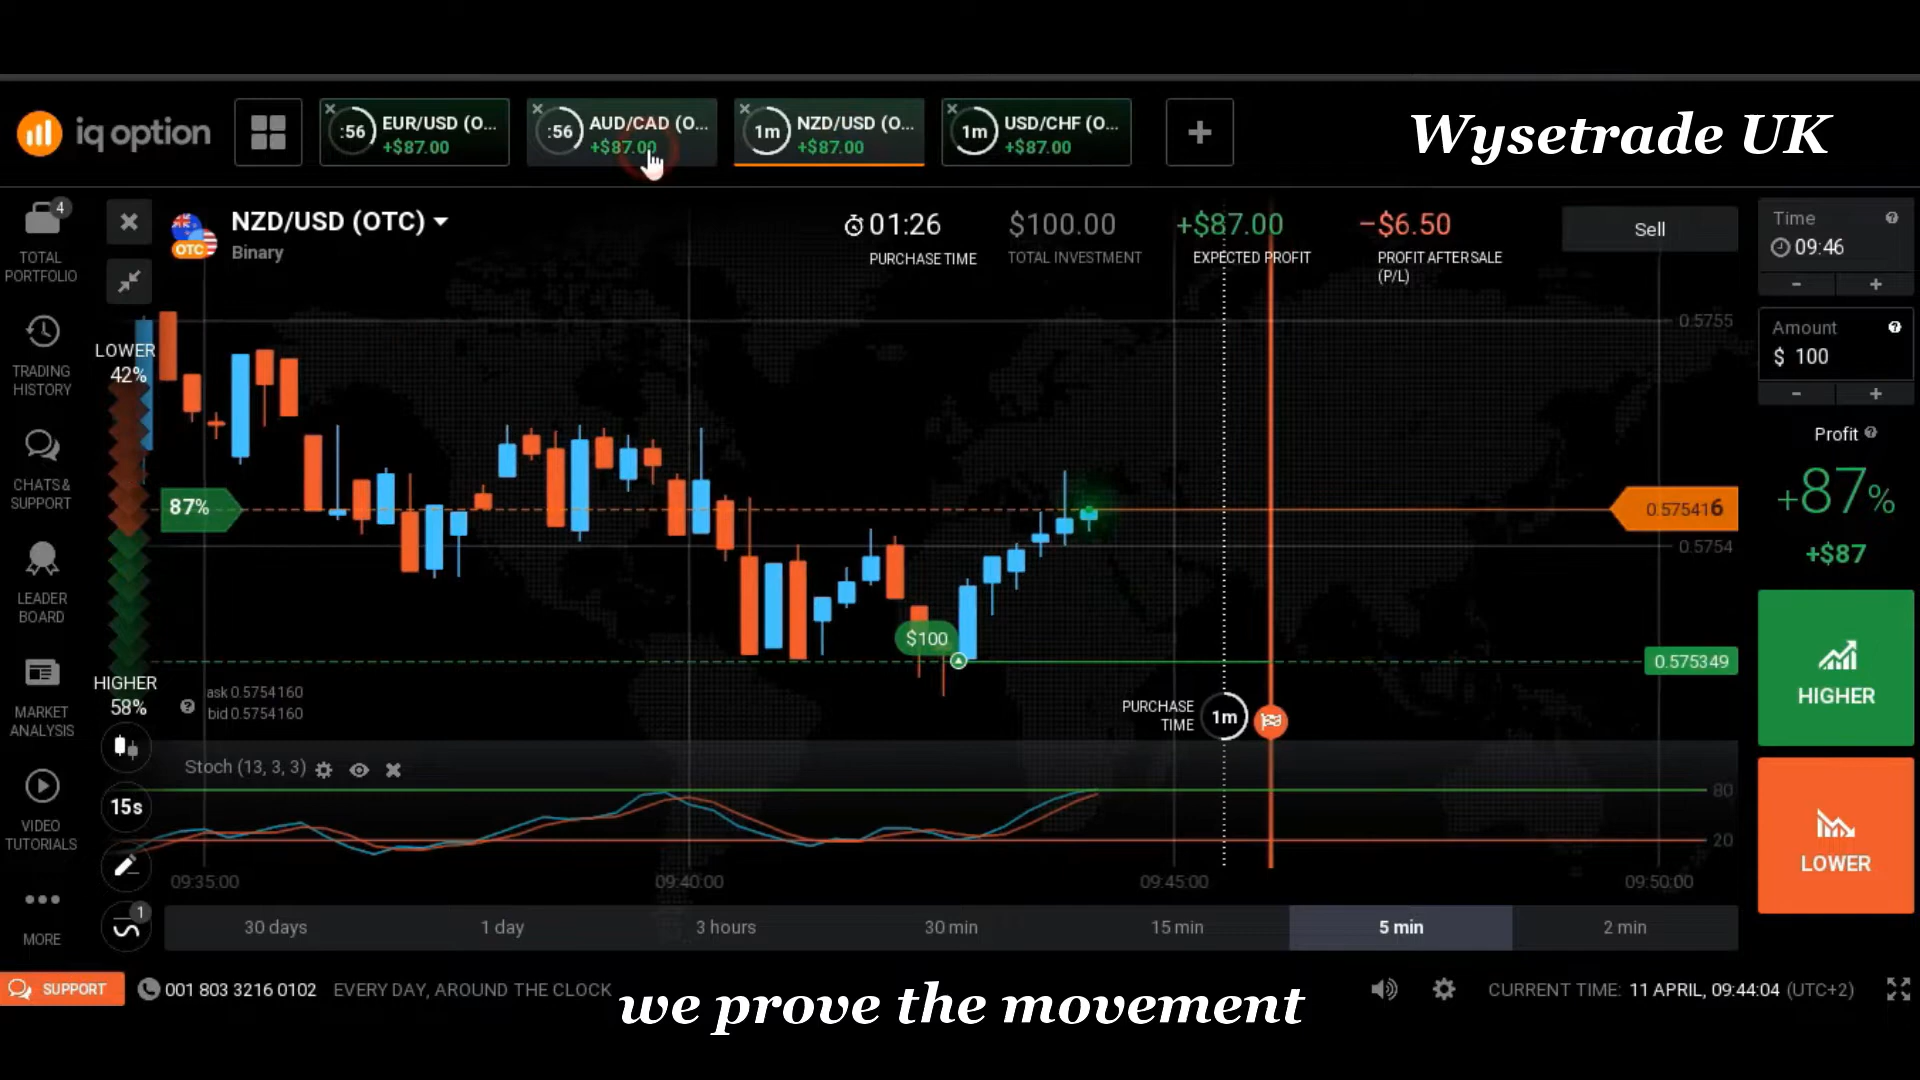 iq option
:56 EUR/USD (O...
+$87.00
:56 AUD/CAD (O...
+$87.00
1m NZD/USD (O...
+$87.00
1m USD/CHF (O...
+$87.00
+
Wysetrade UK
4
TOTAL
PORTFOLIO
TRADING
HISTORY
CHATS &
SUPPORT
LEADER
BOARD
MARKET
ANALYSIS
VIDEO
TUTORIALS
MORE
OTC
NZD/USD (OTC)
Binary
01:26
PURCHASE TIME
$100.00
TOTAL INVESTMENT
+$87.00
EXPECTED PROFIT
−$6.50
PROFIT AFTER SALE
(P/L)
Sell
LOWER
42%
87%
HIGHER
58%
ask 0.5754160
bid 0.5754160
$100
PURCHASE
TIME
1m
0.5755
0.575416
0.5754
0.575349
Stoch (13, 3, 3)
80
20
15s
1
09:35:00
09:40:00
09:45:00
09:50:00
30 days
1 day
3 hours
30 min
15 min
5 min
2 min
Time
09:46
- +
Amount
$ 100
- +
Profit
+87%
+$87
HIGHER
LOWER
SUPPORT
001 803 3216 0102
EVERY DAY, AROUND THE CLOCK
we prove the movement
CURRENT TIME: 11 APRIL, 09:44:04 (UTC+2)